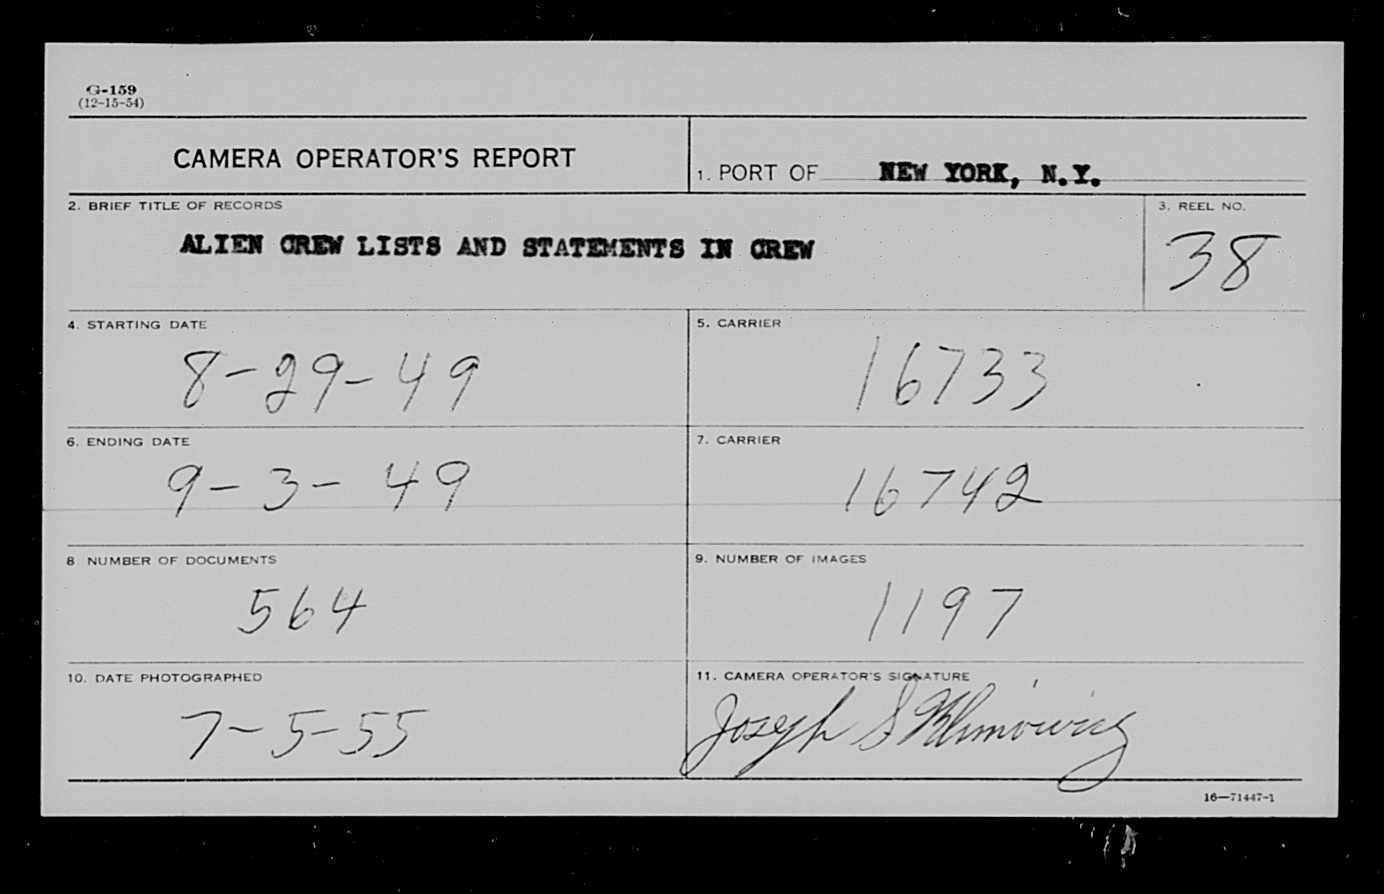 G-159
(12-15-54)
CAMERA OPERATOR'S REPORT
1. PORT OF NEW YORK, N.Y.
2. BRIEF TITLE OF RECORDS
ALIEN CREW LISTS AND STATEMENTS IN CREW
3. REEL NO.
38
4. STARTING DATE
8-29-49
5. CARRIER
16733
6. ENDING DATE
9-3-49
7. CARRIER
16742
8 NUMBER OF DOCUMENTS
564
9. NUMBER OF IMAGES
1197
10. DATE PHOTOGRAPHED
7-5-55
11. CAMERA OPERATOR'S SIGNATURE
Joseph S
16—71447-1